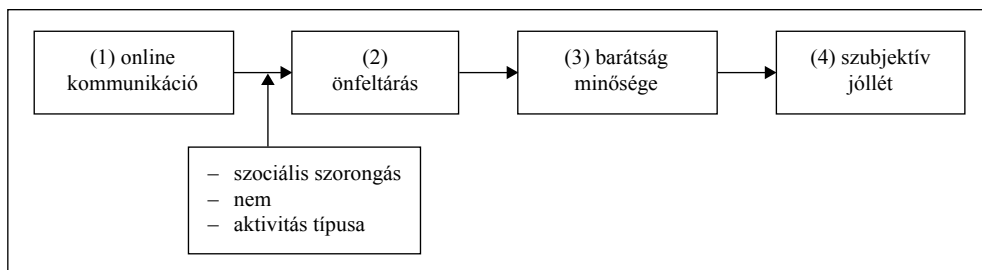 (1) online
kommunikáció
(2)
önfeltárás
(3) barátság
minősége
(4) szubjektív
jóllét
– szociális szorongás
– nem
– aktivitás típusa